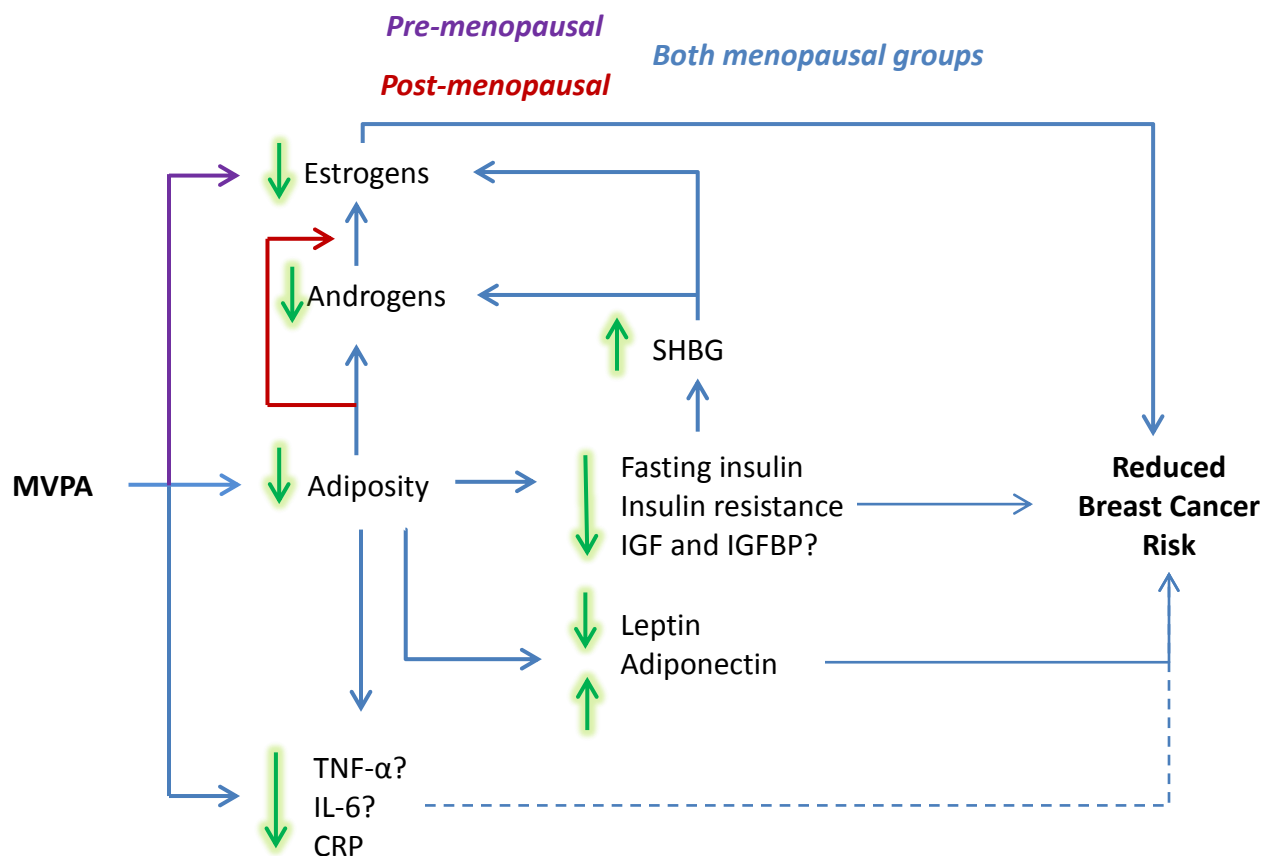 Pre-menopausal
Both menopausal groups
Post-menopausal
Estrogens
Androgens
SHBG
MVPA
Adiposity
Fasting insulin
Insulin resistance
IGF and IGFBP?
Reduced
Breast Cancer
Risk
Leptin
Adiponectin
TNF-α?
IL-6?
CRP